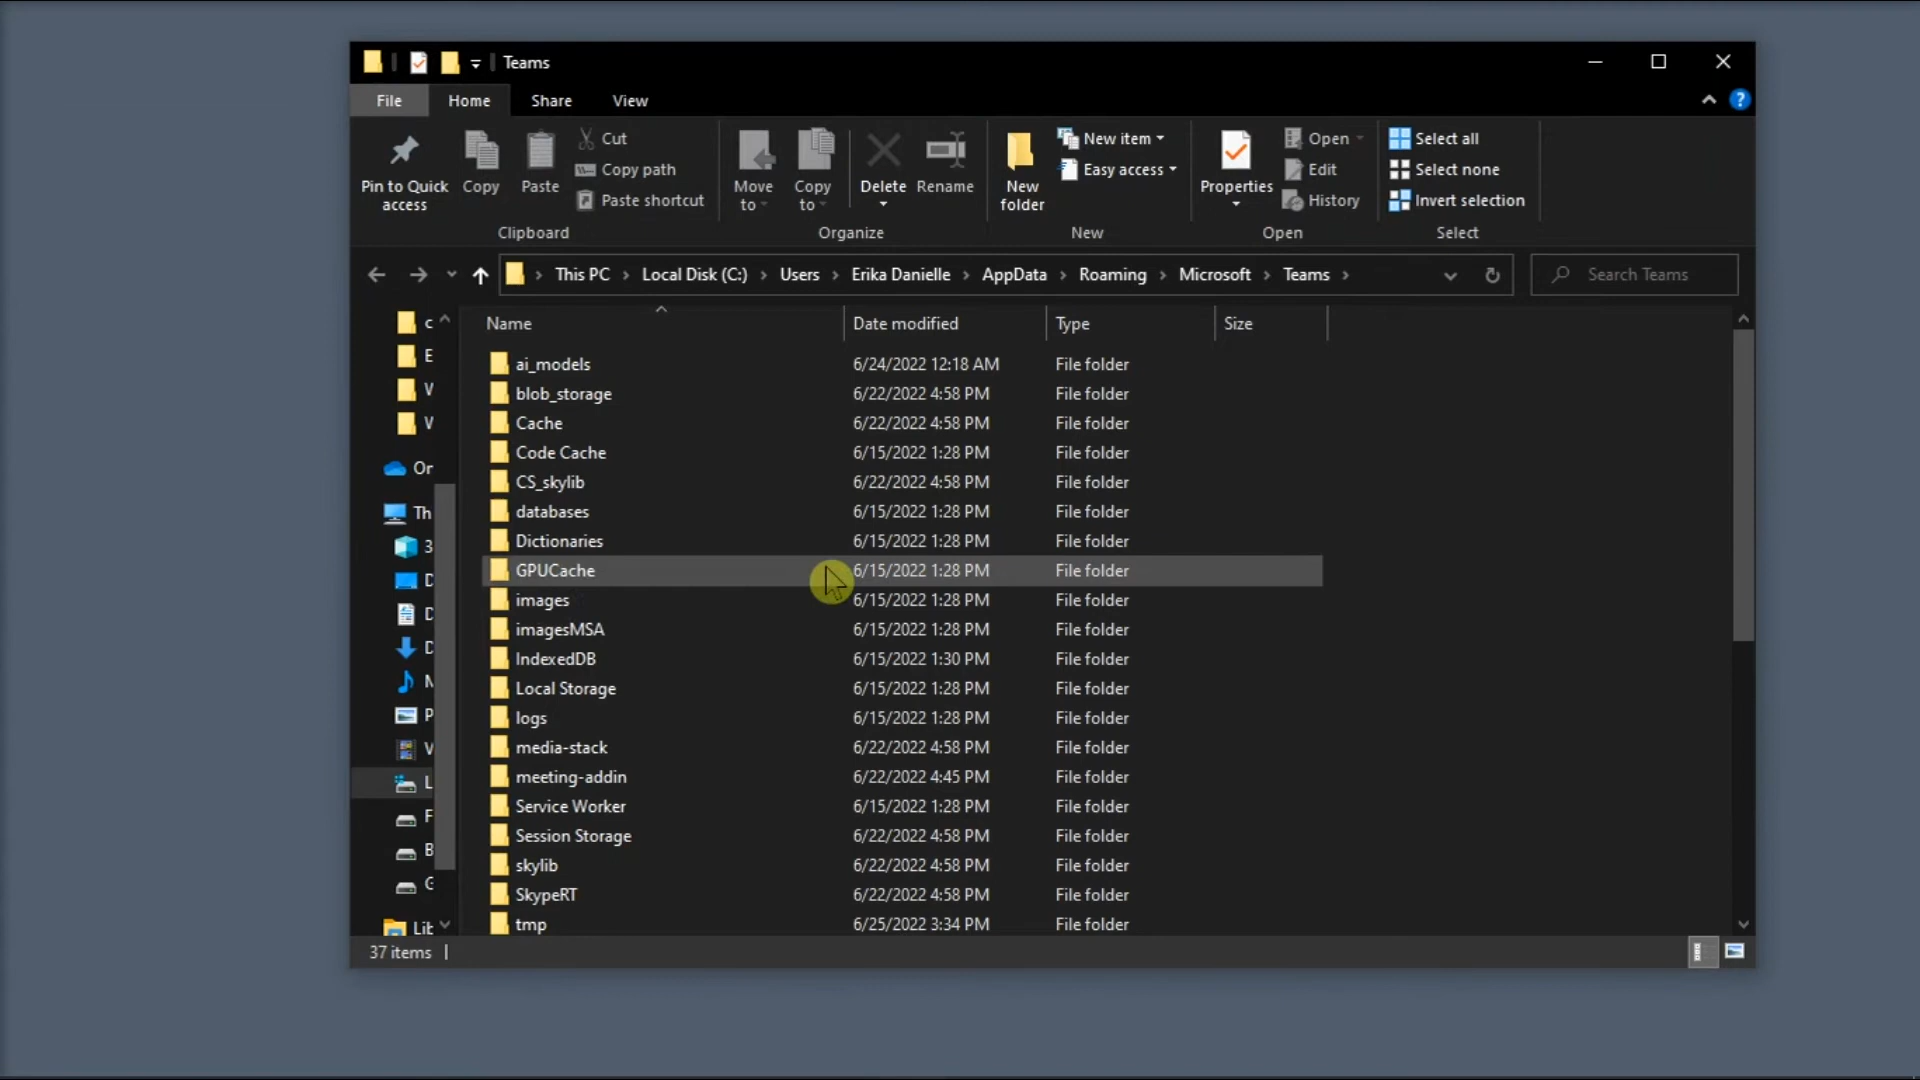 Teams
File Home Share View
Pin to Quick access
Copy
Paste
Cut
Copy path
Paste shortcut
Clipboard
Move to
Copy to
Delete
Rename
Organize
New folder
New item
Easy access
New
Properties
Open
Edit
History
Open
Select all
Select none
Invert selection
Select
This PC > Local Disk (C:) > Users > Erika Danielle > AppData > Roaming > Microsoft > Teams >
Search Teams
c
E
V
V
Or
Th
3
D
D
D
M
P
V
L
F
B
G
Lib
Name Date modified Type Size
ai_models 6/24/2022 12:18 AM File folder
blob_storage 6/22/2022 4:58 PM File folder
Cache 6/22/2022 4:58 PM File folder
Code Cache 6/15/2022 1:28 PM File folder
CS_skylib 6/22/2022 4:58 PM File folder
databases 6/15/2022 1:28 PM File folder
Dictionaries 6/15/2022 1:28 PM File folder
GPUCache 6/15/2022 1:28 PM File folder
images 6/15/2022 1:28 PM File folder
imagesMSA 6/15/2022 1:28 PM File folder
IndexedDB 6/15/2022 1:30 PM File folder
Local Storage 6/15/2022 1:28 PM File folder
logs 6/15/2022 1:28 PM File folder
media-stack 6/22/2022 4:58 PM File folder
meeting-addin 6/22/2022 4:45 PM File folder
Service Worker 6/15/2022 1:28 PM File folder
Session Storage 6/22/2022 4:58 PM File folder
skylib 6/22/2022 4:58 PM File folder
SkypeRT 6/22/2022 4:58 PM File folder
tmp 6/25/2022 3:34 PM File folder
37 items